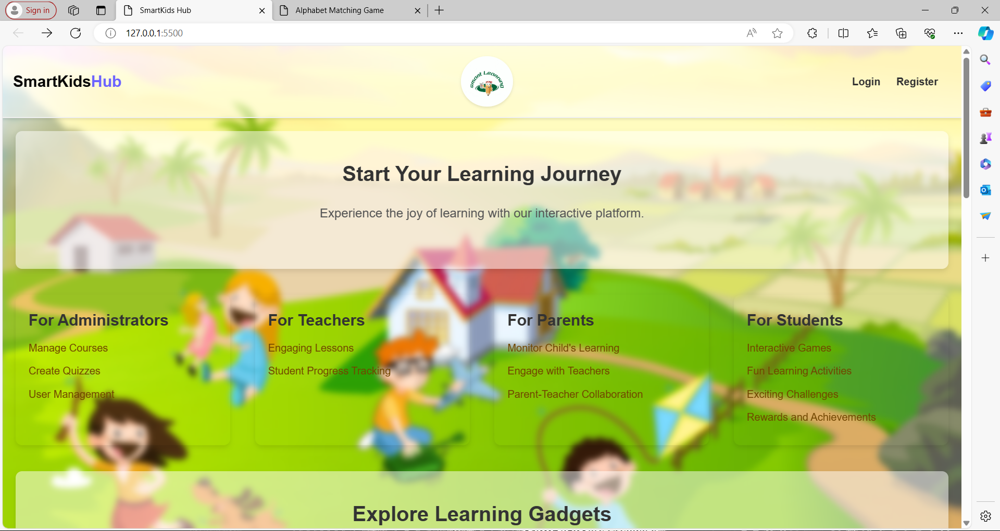 Sign in
SmartKids Hub
Alphabet Matching Game
127.0.0.1:5500
SmartKidsHub
Smart Learning
Login
Register
Start Your Learning Journey
Experience the joy of learning with our interactive platform.
For Administrators
Manage Courses
Create Quizzes
User Management
For Teachers
Engaging Lessons
Student Progress Tracking
For Parents
Monitor Child's Learning
Engage with Teachers
Parent-Teacher Collaboration
For Students
Interactive Games
Fun Learning Activities
Exciting Challenges
Rewards and Achievements
Explore Learning Gadgets